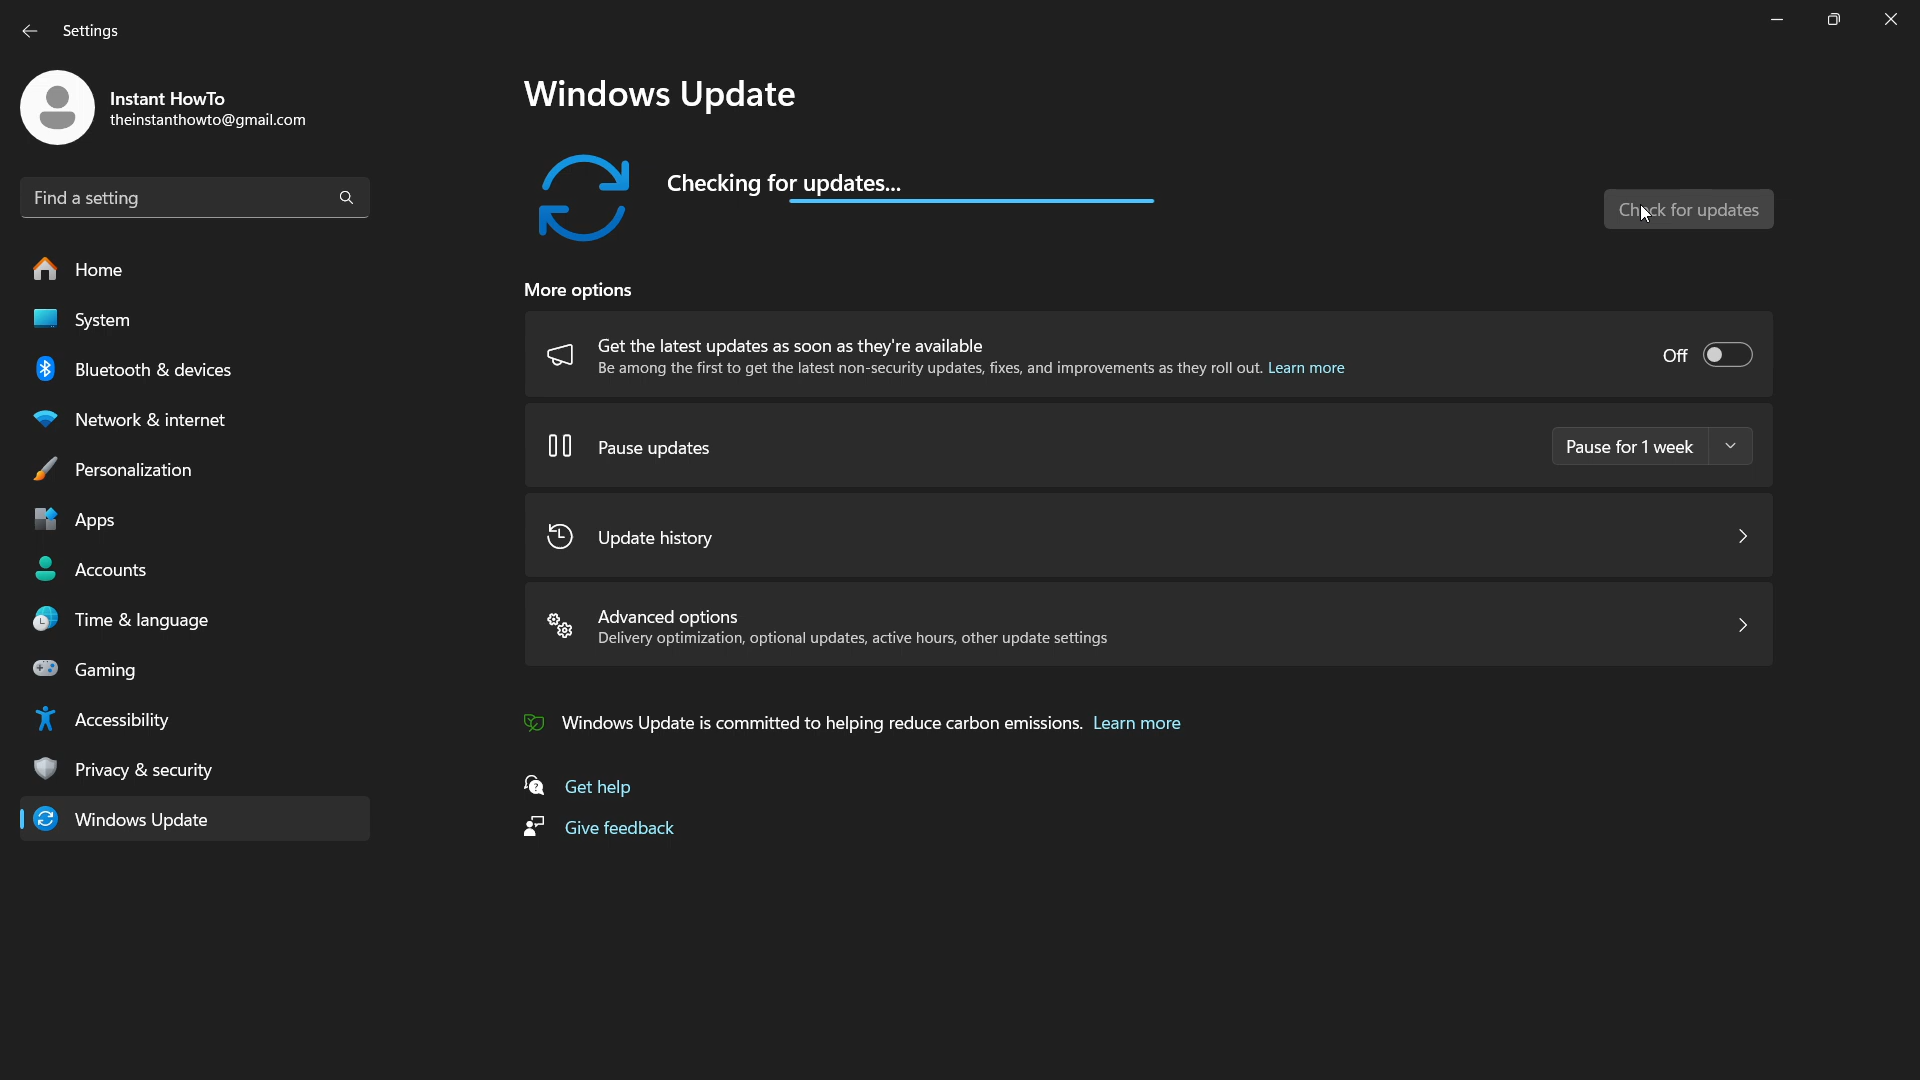 Settings
Instant HowTo
theinstanthowto@gmail.com
Find a setting
Home
System
Bluetooth & devices
Network & internet
Personalization
Apps
Accounts
Time & language
Gaming
Accessibility
Privacy & security
Windows Update
Windows Update
Checking for updates...
Check for updates
More options
Get the latest updates as soon as they're available
Be among the first to get the latest non-security updates, fixes, and improvements as they roll out. Learn more
Off
Pause updates
Pause for 1 week
Update history
Advanced options
Delivery optimization, optional updates, active hours, other update settings
Windows Update is committed to helping reduce carbon emissions. Learn more
Get help
Give feedback